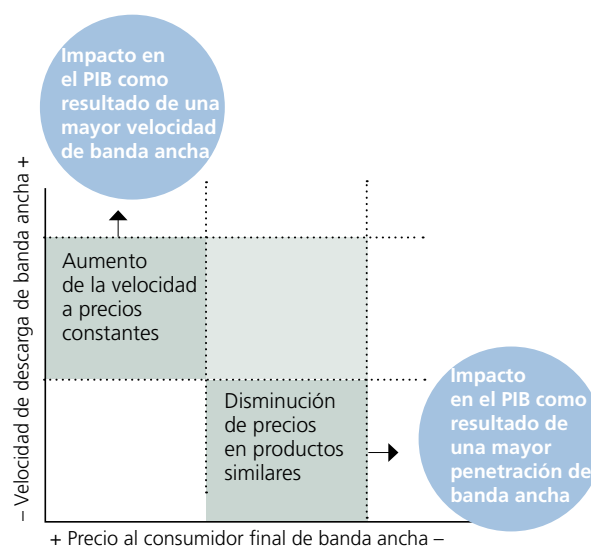 Impacto en
el PIB como
resultado de una
mayor velocidad
de banda ancha
– Velocidad de descarga de banda ancha +
Aumento
de la velocidad
a precios
constantes
Disminución
de precios
en productos
similares
Impacto
en el PIB como
resultado de
una mayor
penetración de
banda ancha
+ Precio al consumidor final de banda ancha –